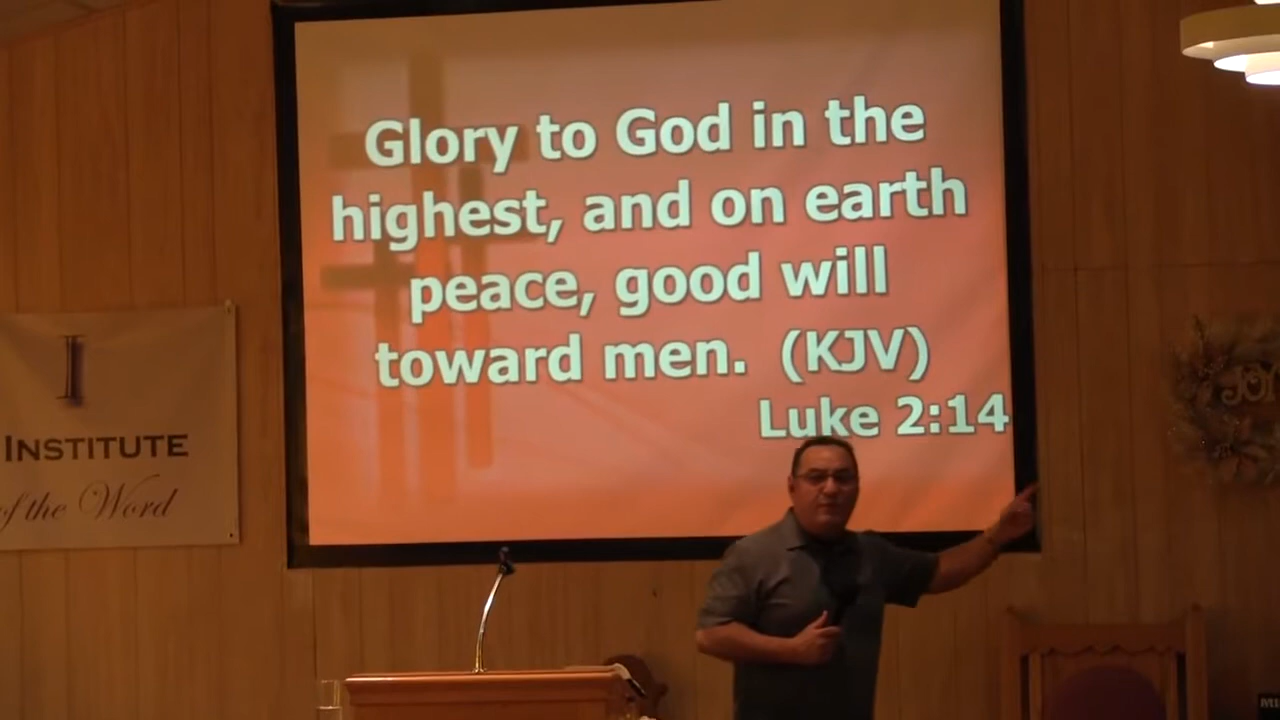 Glory to God in the
highest, and on earth
peace, good will
toward men. (KJV)
Luke 2:14
I
INSTITUTE
of the Word
JOY